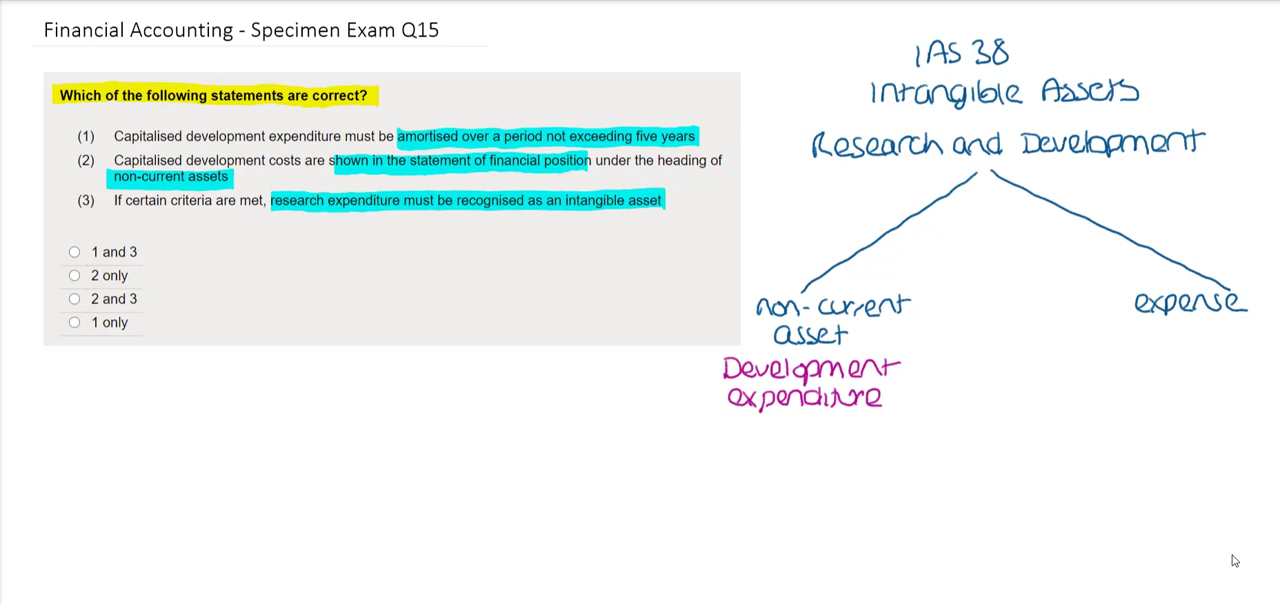 Financial Accounting - Specimen Exam Q15
Which of the following statements are correct?
(1) Capitalised development expenditure must be amortised over a period not exceeding five years
(2) Capitalised development costs are shown in the statement of financial position under the heading of
non-current assets
(3) If certain criteria are met, research expenditure must be recognised as an intangible asset
1 and 3
2 only
2 and 3
1 only
IAS 38
Intangible Assets
Research and Development
non-current
asset
Development
expenditure
expense